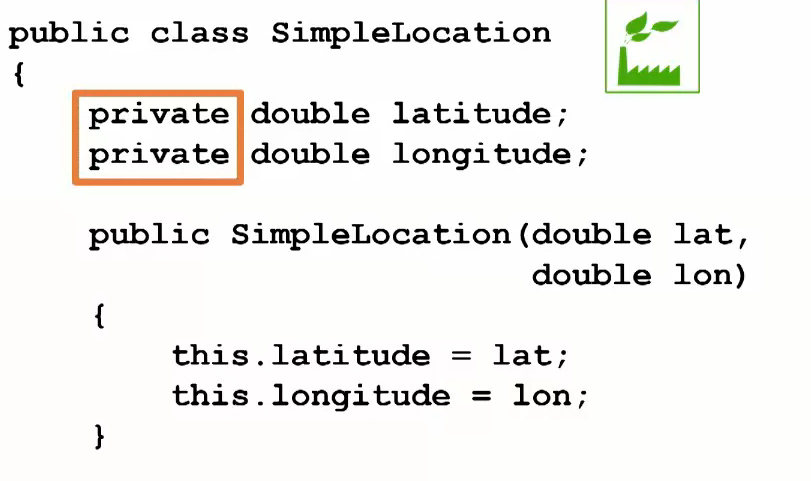 public class SimpleLocation
{
private double latitude;
private double longitude;
public SimpleLocation(double lat,
double lon)
{
this.latitude = lat;
this.longitude = lon;
}